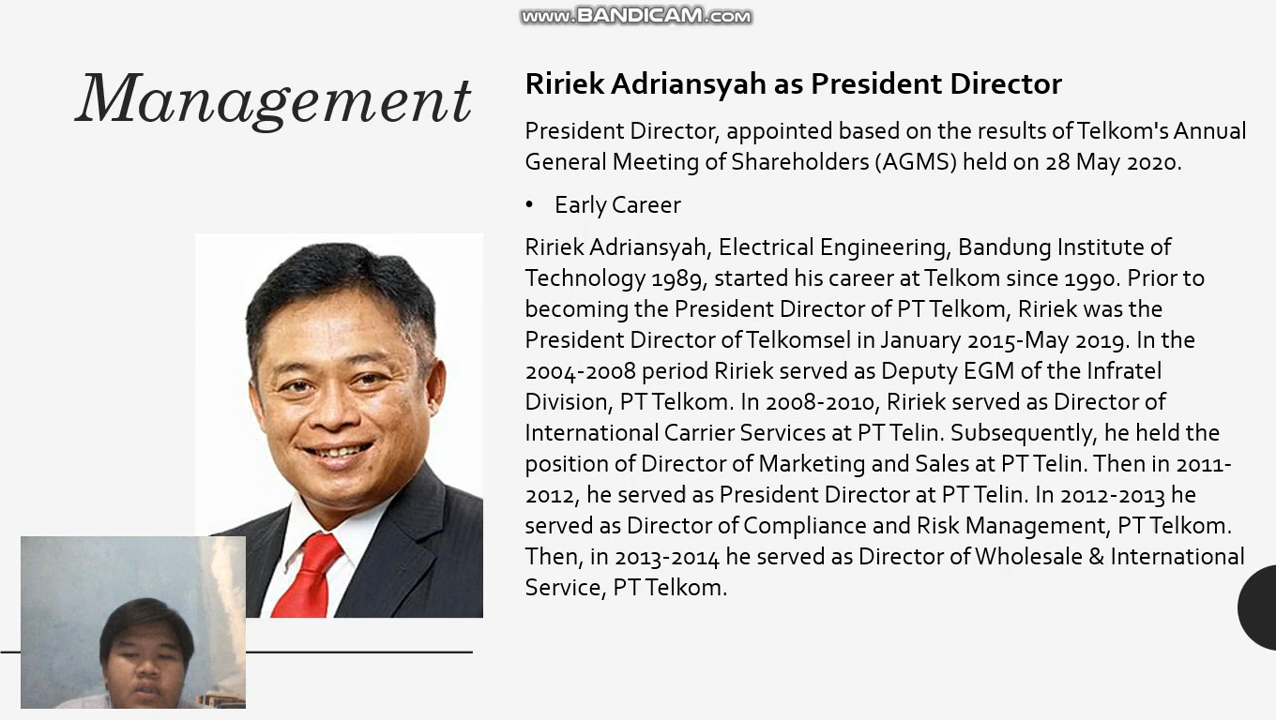 www.BANDICAM.com
Management
Ririek Adriansyah as President Director
President Director, appointed based on the results of Telkom's Annual
General Meeting of Shareholders (AGMS) held on 28 May 2020.
• Early Career
Ririek Adriansyah, Electrical Engineering, Bandung Institute of
Technology 1989, started his career at Telkom since 1990. Prior to
becoming the President Director of PT Telkom, Ririek was the
President Director of Telkomsel in January 2015-May 2019. In the
2004-2008 period Ririek served as Deputy EGM of the Infratel
Division, PT Telkom. In 2008-2010, Ririek served as Director of
International Carrier Services at PT Telin. Subsequently, he held the
position of Director of Marketing and Sales at PT Telin. Then in 2011-
2012, he served as President Director at PT Telin. In 2012-2013 he
served as Director of Compliance and Risk Management, PT Telkom.
Then, in 2013-2014 he served as Director of Wholesale & International
Service, PT Telkom.